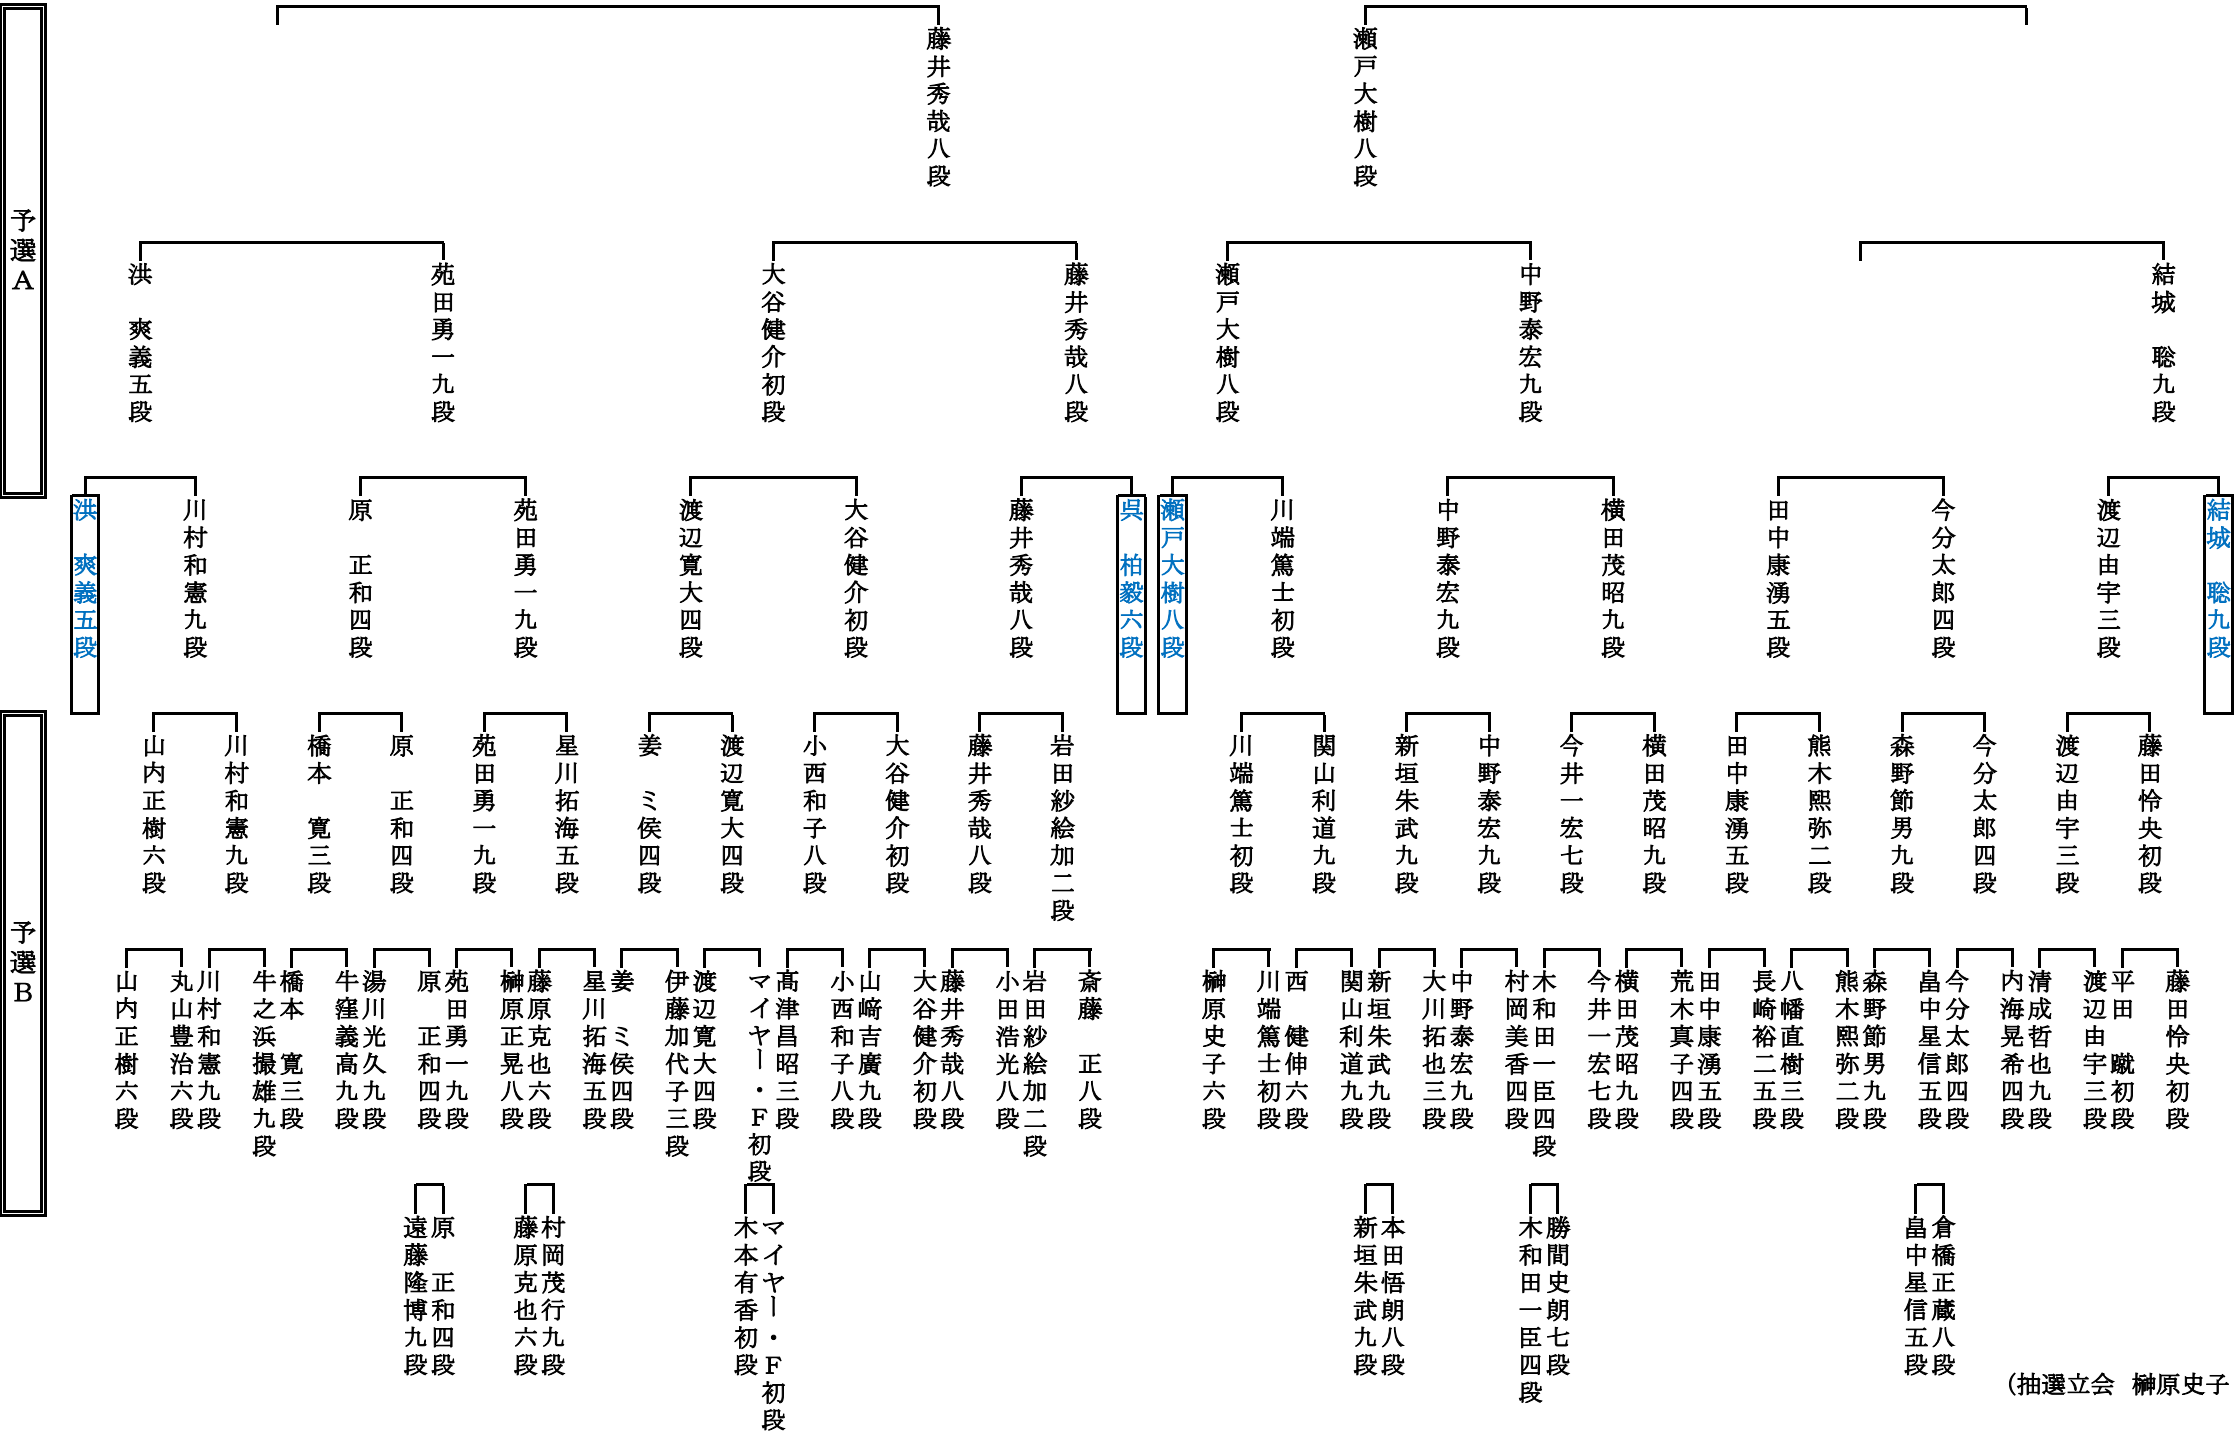 藤井秀哉八段
瀬戸大樹八段
予選A
洪 爽義五段
苑田勇一九段
大谷健介初段
藤井秀哉八段
瀬戸大樹八段
中野泰宏九段
結城 聡九段
洪 爽義五段
川村和憲九段
原 正和四段
苑田勇一九段
渡辺寛大四段
大谷健介初段
藤井秀哉八段
呉 柏毅六段
瀬戸大樹八段
川端篤士初段
中野泰宏九段
横田茂昭九段
田中康湧五段
今分太郎四段
渡辺由宇三段
結城 聡九段
予選B
山内正樹六段
川村和憲九段
橋本 寛三段
原 正和四段
苑田勇一九段
星川拓海五段
姜 ミ侯四段
渡辺寛大四段
小西和子八段
大谷健介初段
藤井秀哉八段
岩田紗絵加二段
川端篤士初段
関山利道九段
新垣朱武九段
中野泰宏九段
今井一宏七段
横田茂昭九段
田中康湧五段
熊木熙弥二段
森野節男九段
今分太郎四段
渡辺由宇三段
藤田怜央初段
山内正樹六段
丸山豊治六段
川村和憲九段
牛之浜撮雄九段
橋本 寛三段
牛窪義高九段
湯川光久九段
原 正和四段
苑田勇一九段
榊原正晃八段
藤原克也六段
星川拓海五段
姜 ミ侯四段
伊藤加代子三段
渡辺寛大四段
マイヤー・F初段
髙津昌昭三段
小西和子八段
山﨑吉廣九段
大谷健介初段
藤井秀哉八段
小田浩光八段
岩田紗絵加二段
斎藤 正八段
榊原史子六段
川端篤士初段
西 健伸六段
関山利道九段
新垣朱武九段
大川拓也三段
中野泰宏九段
村岡美香四段
木和田一臣四段
今井一宏七段
横田茂昭九段
荒木真子四段
田中康湧五段
長崎裕二五段
八幡直樹三段
熊木熙弥二段
森野節男九段
畠中星信五段
今分太郎四段
内海晃希四段
清成哲也九段
渡辺由宇三段
平田 蹴初段
藤田怜央初段
遠藤隆博九段
原 正和四段
藤原克也六段
村岡茂行九段
木本有香初段
マイヤー・F初段
新垣朱武九段
本田悟朗八段
木和田一臣四段
勝間史朗七段
畠中星信五段
倉橋正蔵八段
（抽選立会 榊原史子